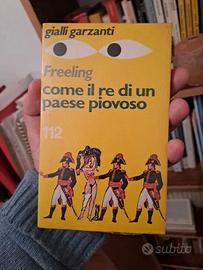 gialli garzanti
Freeling
come il re di un
paese piovoso
112
subito